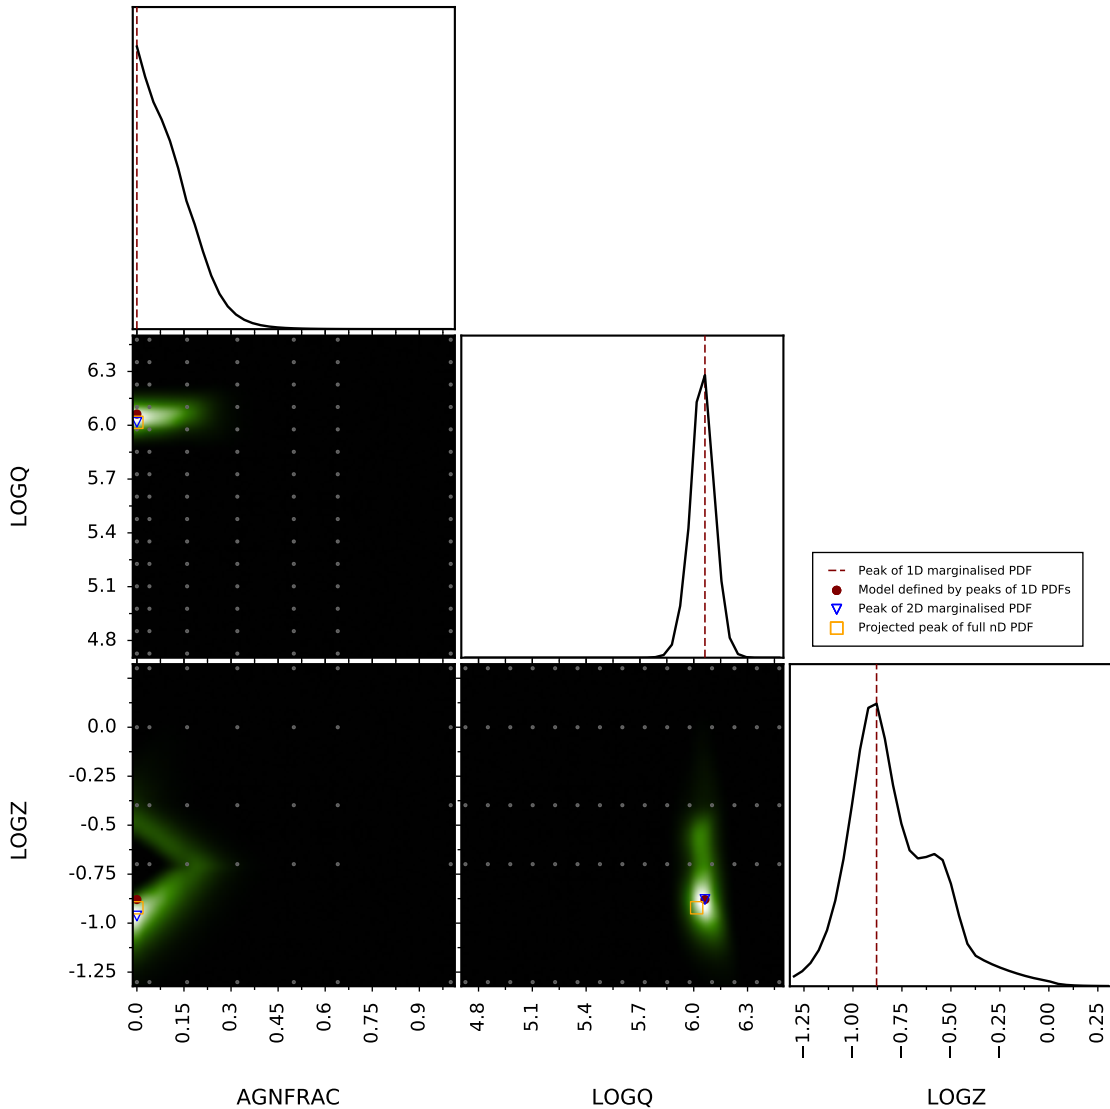 6.3
6.0
5.7
5.4
5.1
4.8
LOGQ
Peak of 1D marginalised PDF
Model defined by peaks of 1D PDFs
Peak of 2D marginalised PDF
Projected peak of full nD PDF
0.0
-0.25
-0.5
-0.75
-1.0
-1.25
LOGZ
0.0 0.15 0.3 0.45 0.6 0.75 0.9
4.8 5.1 5.4 5.7 6.0 6.3
−1.25 −1.00 −0.75 −0.50 −0.25 0.00 0.25
AGNFRAC LOGQ LOGZ